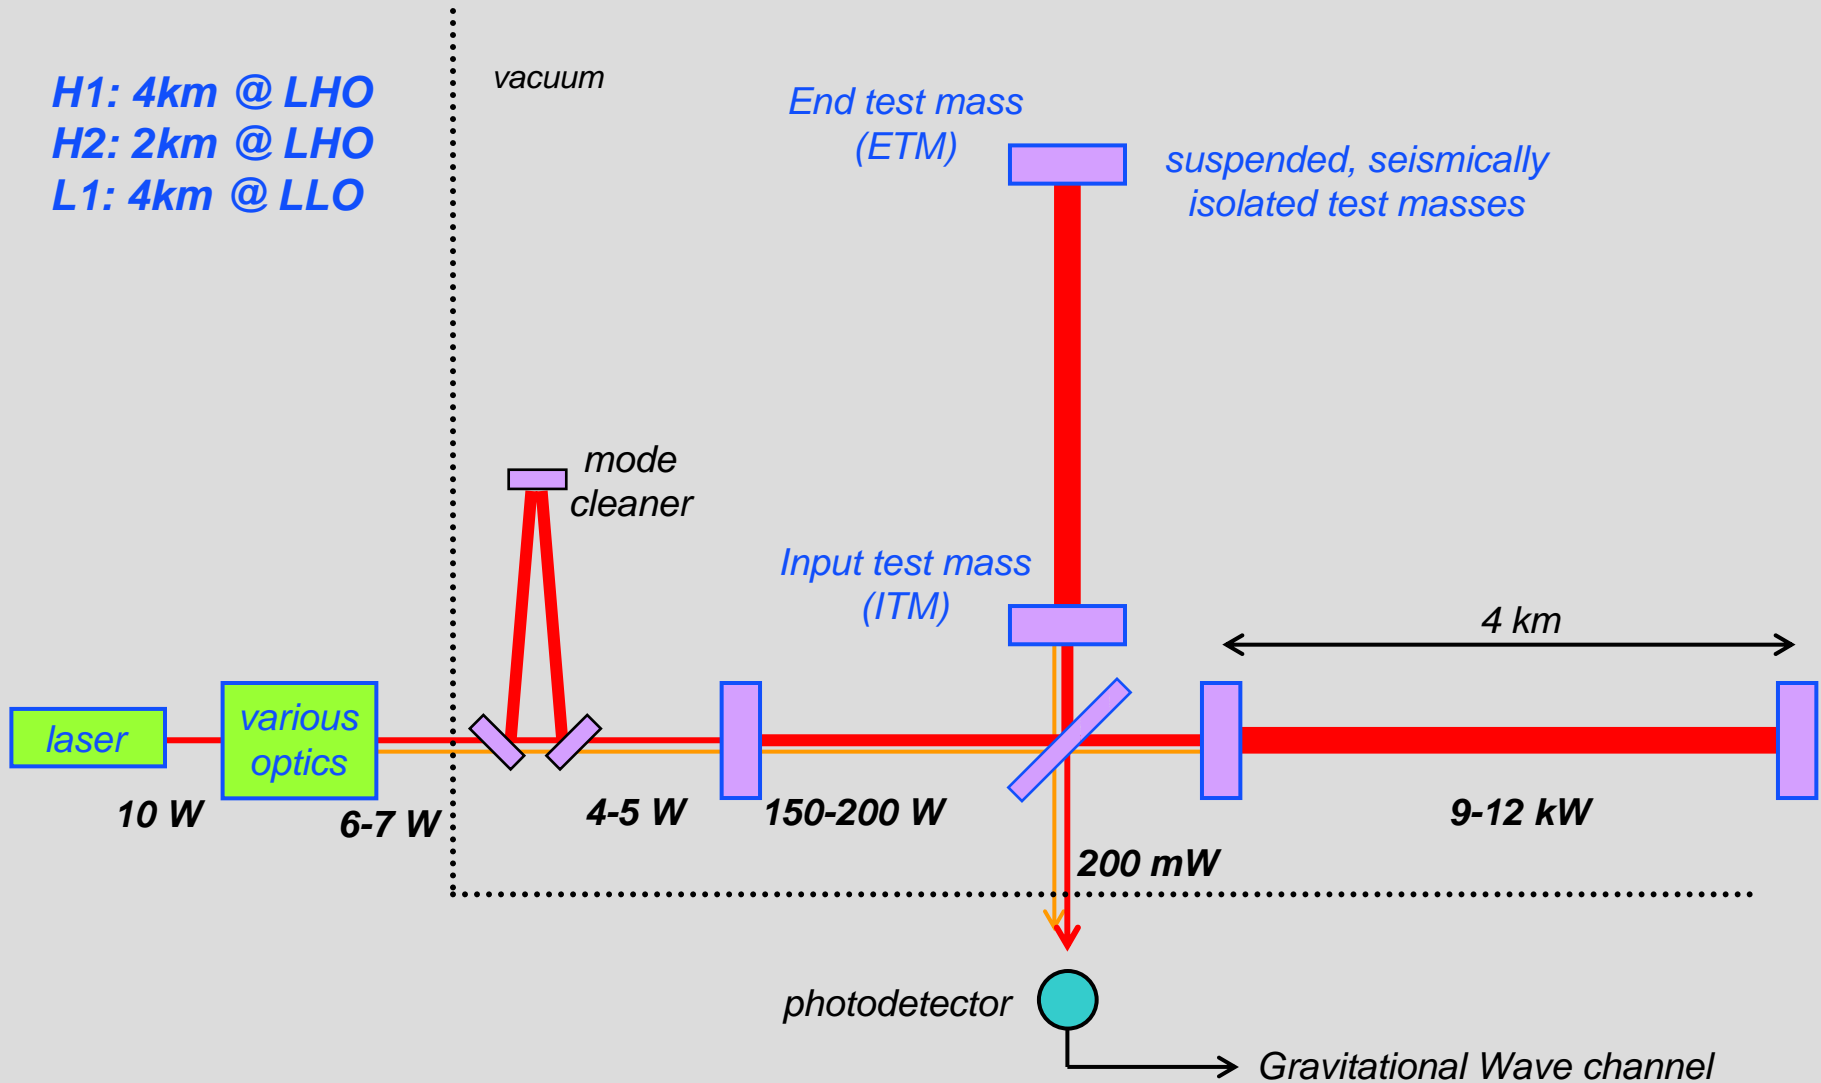 H1: 4km @ LHO
H2: 2km @ LHO
L1: 4km @ LLO
vacuum
End test mass
(ETM)
suspended, seismically
isolated test masses
mode
cleaner
Input test mass
(ITM)
4 km
laser
various
optics
10 W
6-7 W
4-5 W
150-200 W
9-12 kW
200 mW
photodetector
Gravitational Wave channel